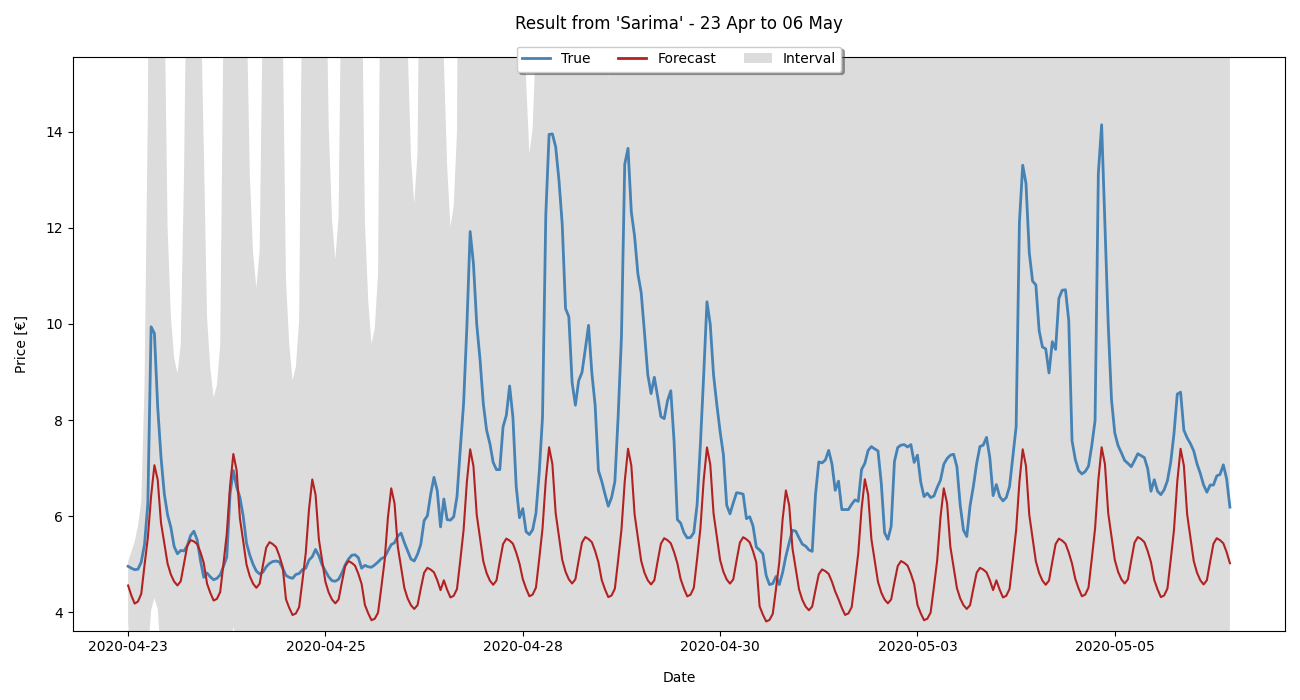 Result from 'Sarima' - 23 Apr to 06 May
True Forecast Interval
Price [€]
14
12
10
8
6
4
2020-04-23 2020-04-25 2020-04-28 2020-04-30 2020-05-03 2020-05-05
Date